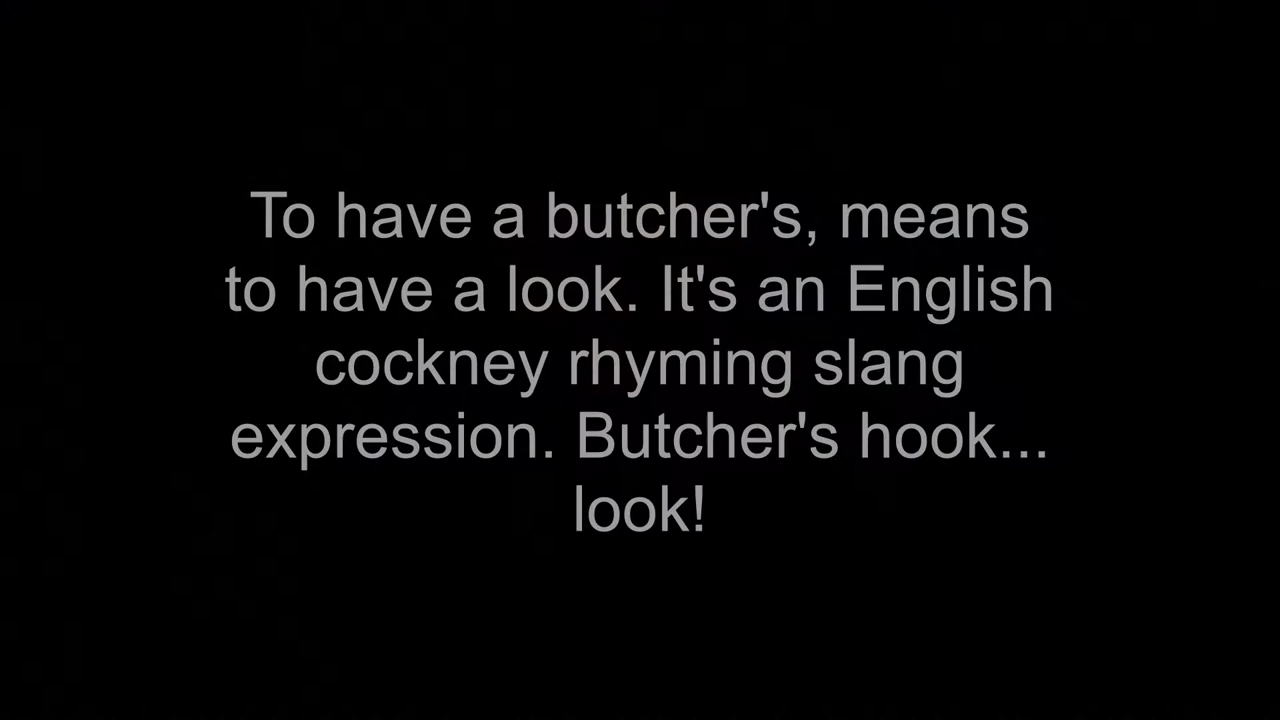 To have a butcher's, means
to have a look. It's an English
cockney rhyming slang
expression. Butcher's hook...
look!